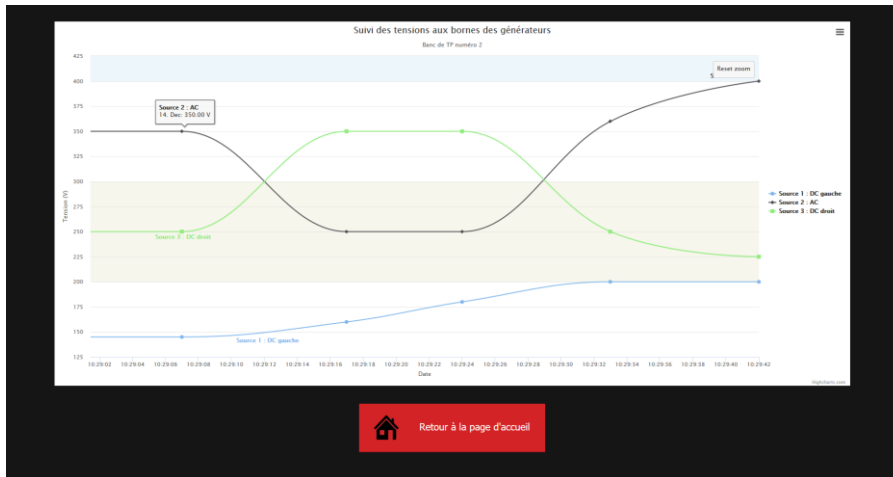 Suivi des tensions aux bornes des générateurs
Banc de TP numéro 2
Reset zoom
S
Source 2 : AC
14. Dec: 350.00 V
425
400
375
350
325
300
275
250
225
200
175
150
125
Tension (V)
Source 3 : DC droit
Source 1 : DC gauche
Source 1 : DC gauche
Source 2 : AC
Source 3 : DC droit
10:29:02 10:29:04 10:29:06 10:29:08 10:29:10 10:29:12 10:29:14 10:29:16 10:29:18 10:29:20 10:29:22 10:29:24 10:29:26 10:29:28 10:29:30 10:29:32 10:29:34 10:29:36 10:29:38 10:29:40 10:29:42
Date
Highcharts.com
Retour à la page d'accueil